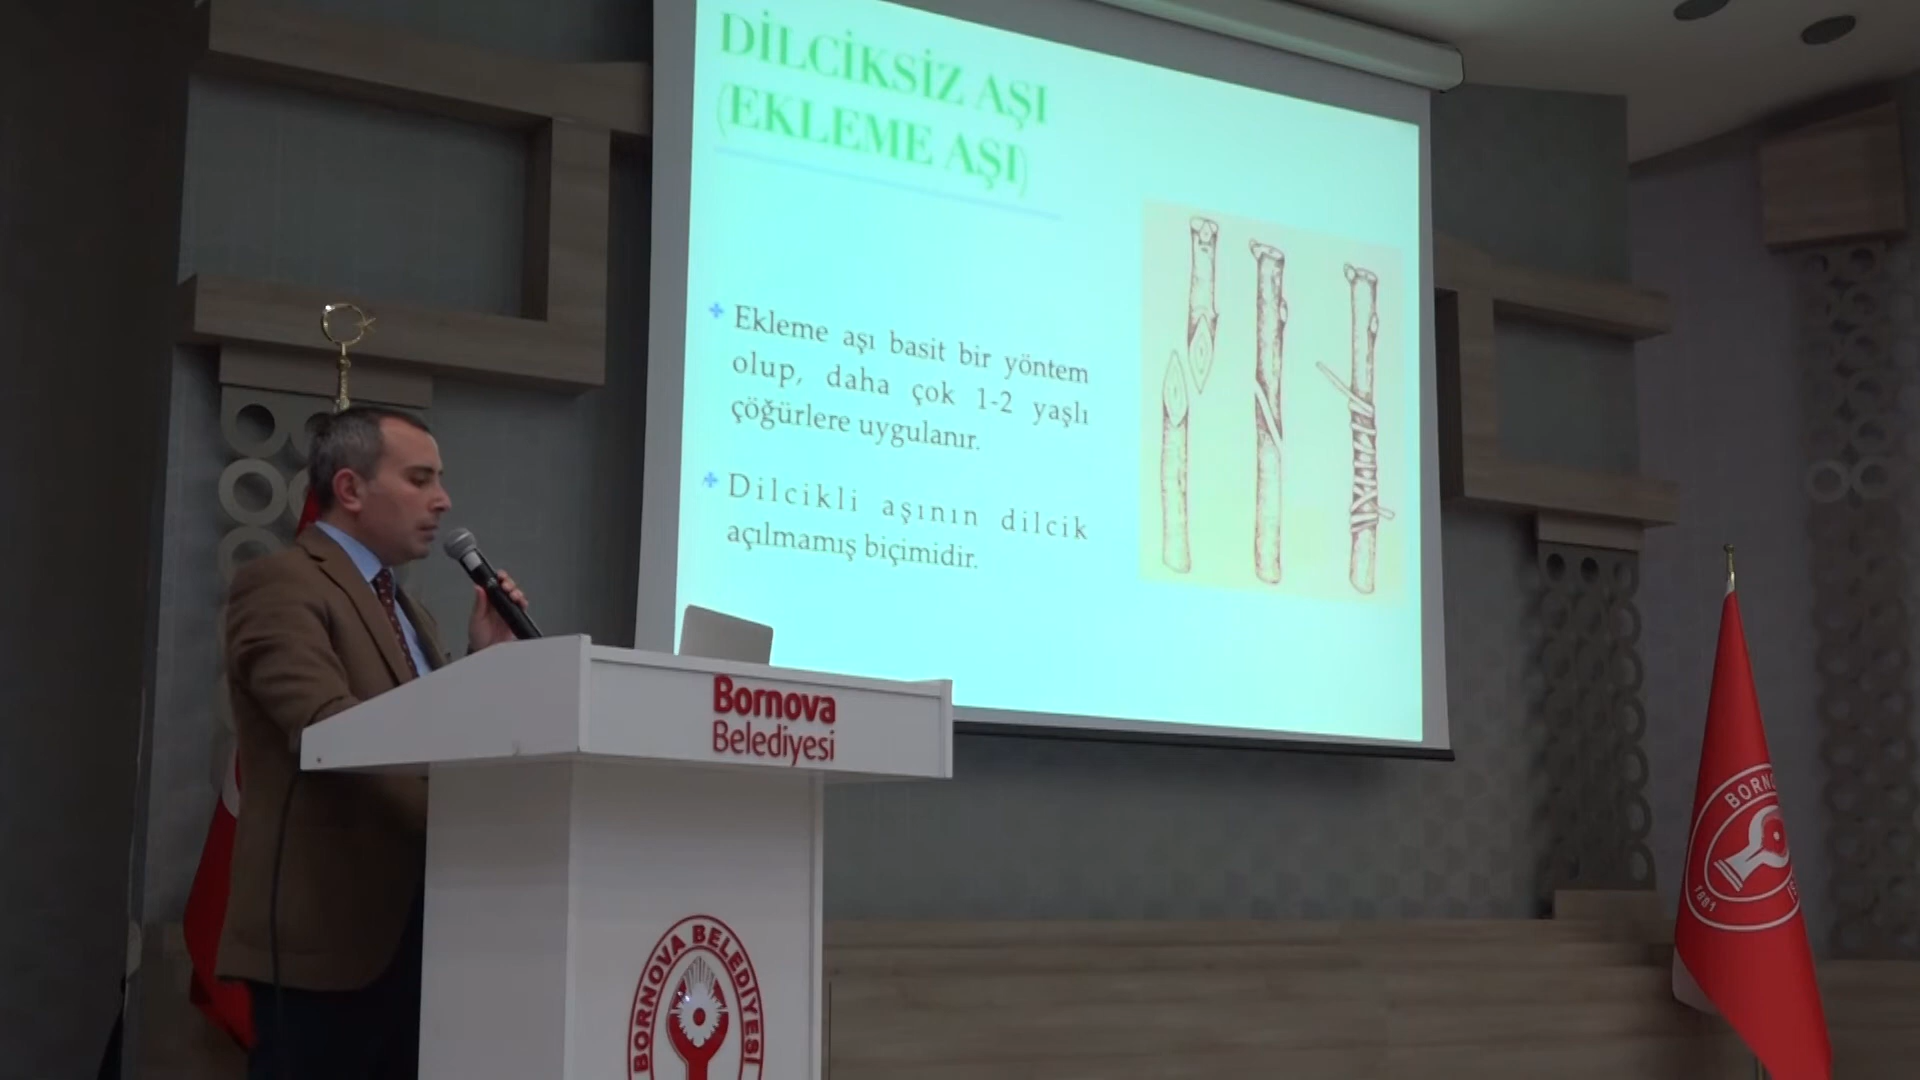 DİLCİKSİZ AŞI
(EKLEME AŞI)
Ekleme aşı basit bir yöntem
olup, daha çok 1-2 yaşlı
çöğürlere uygulanır.
Dilcikli aşının dilcik
açılmamış biçimidir.
Bornova
Belediyesi
BORNOVA BELEDİYESİ
1881